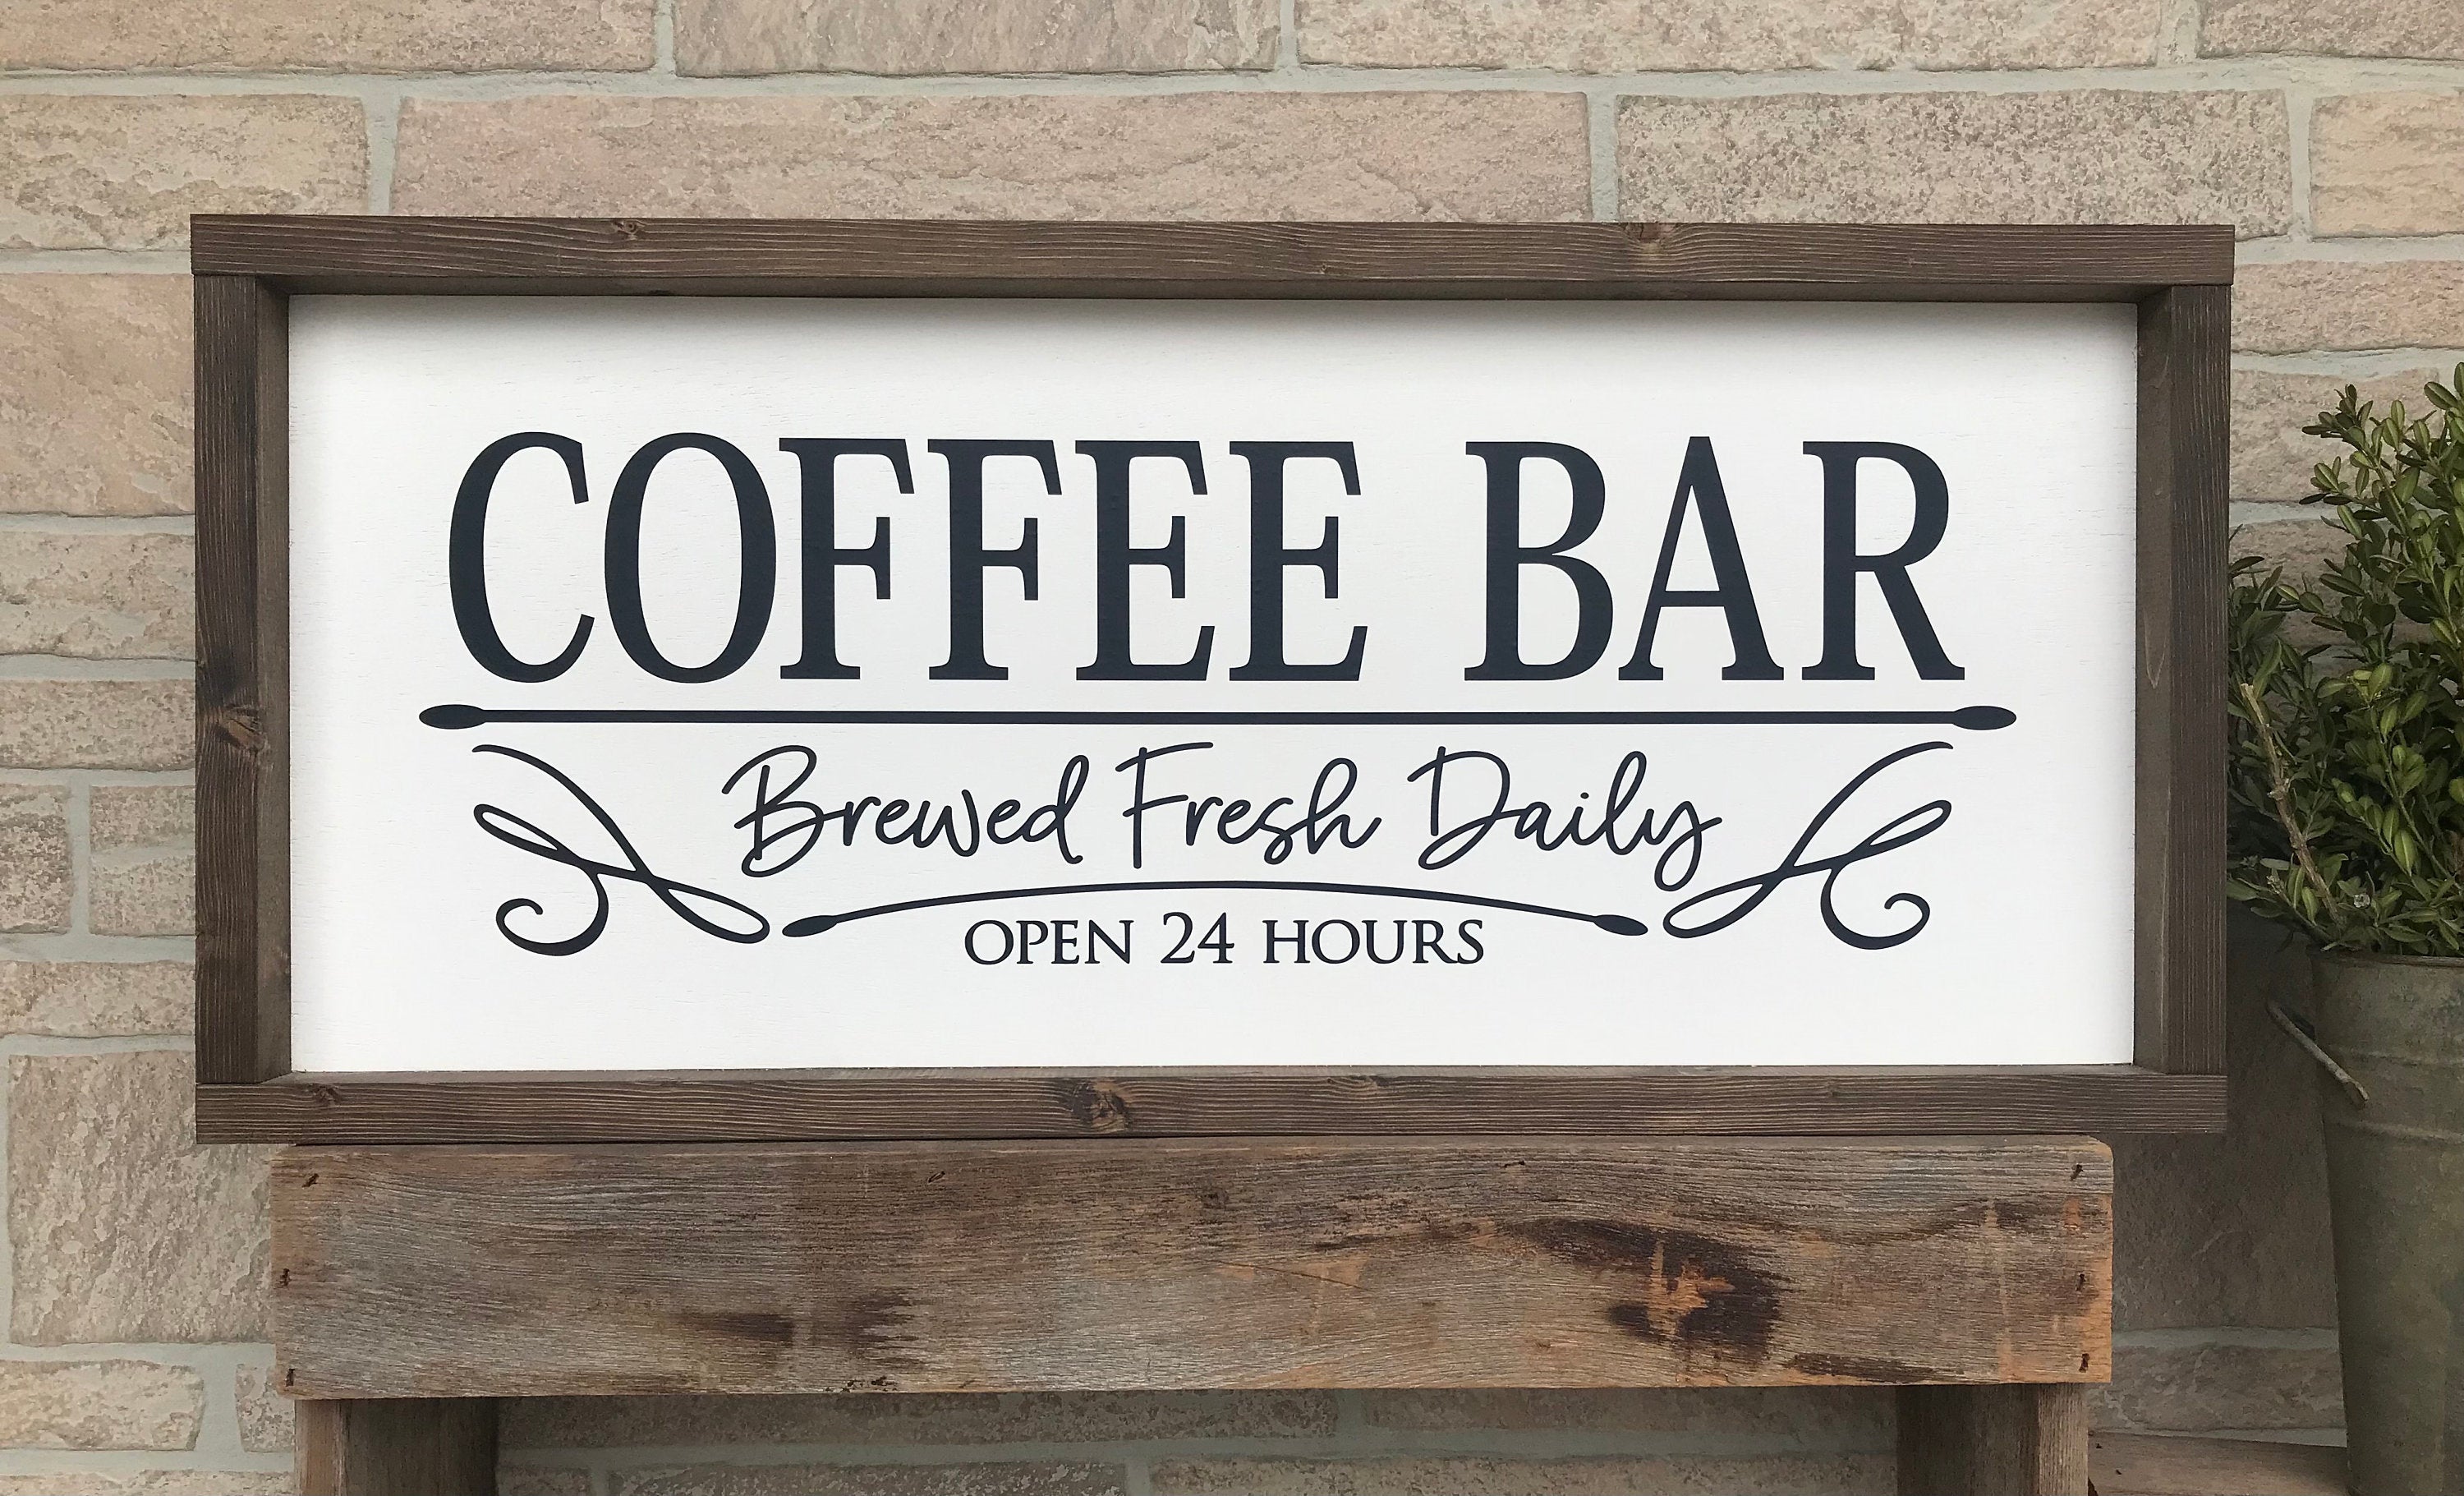 COFFEE BAR
Brewed Fresh Daily
OPEN 24 HOURS